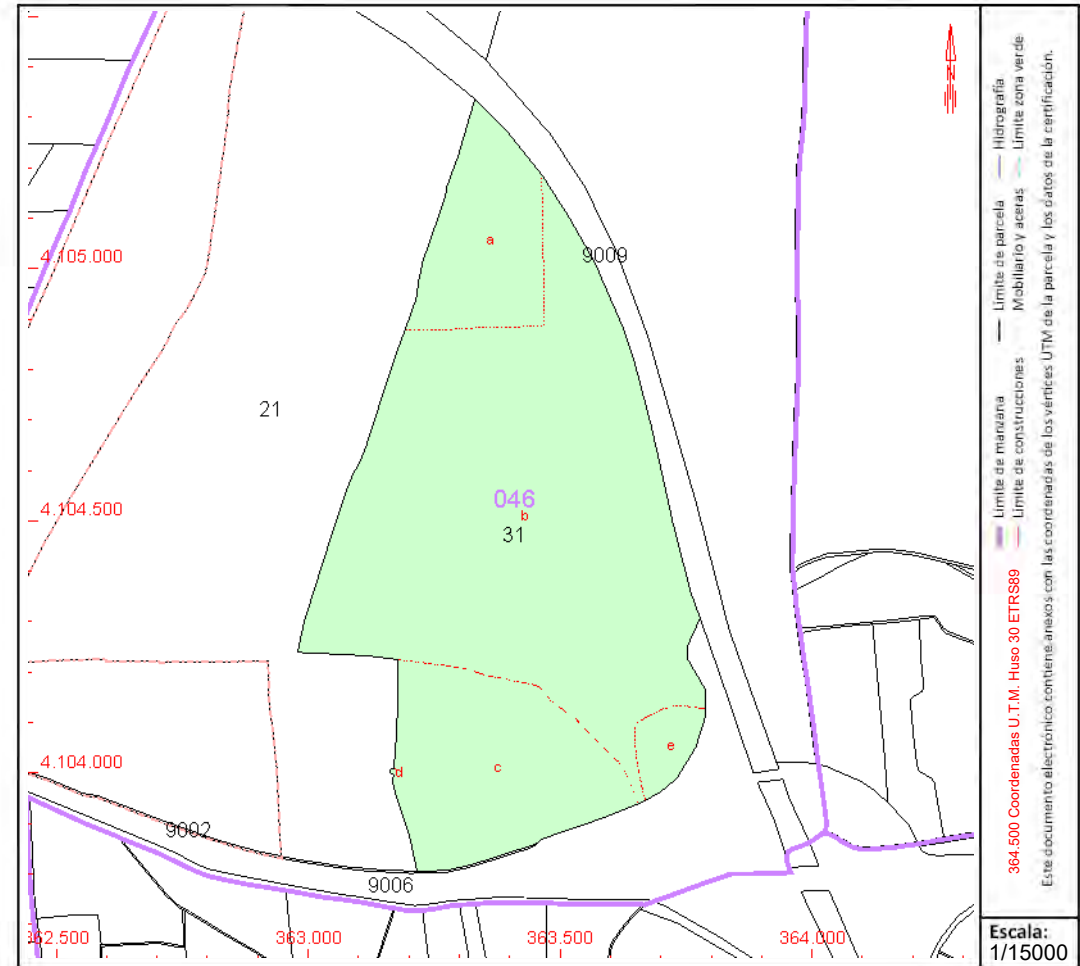 N
a
4.105.000
9009
21
046
4.104.500
b
31
4.104.000
e
c
d
c
9002
9006
362.500
363.000
363.500
364.000
364.500 Coordenadas U.T.M. Huso 30 ETRS89
Límite de manzana
Límite de parcela
Hidrografía
Límite de construcciones
Mobiliario y aceras
Límite zona verde
Este documento electrónico contiene anexos con las coordenadas de los vértices UTM de la parcela y los datos de la certificación.
Escala:
1/15000